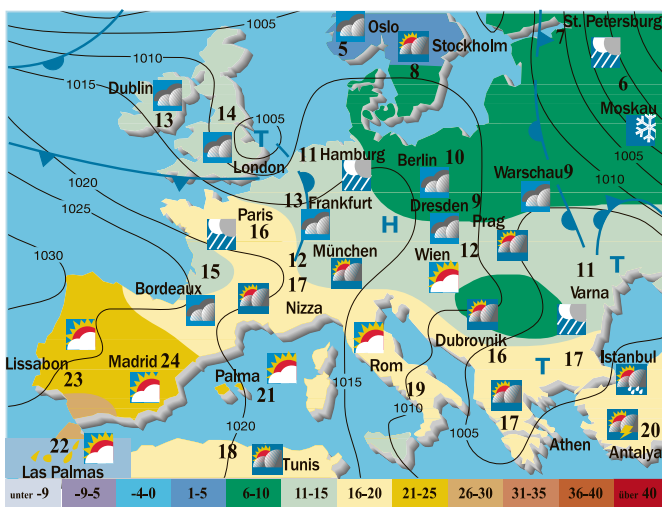 1005
St. Petersburg
7
6
Oslo
5
Stockholm
8
1010
1015
Dublin
13
14
1005
T
London
Moskau
1005
1010
11 Hamburg
Berlin 10
Warschau 9
1020
1025
13 Frankfurt
Dresden 9
Prag
H
Paris
16
12
München
Wien
12
11
T
1030
15
Bordeaux
17
Nizza
Varna
Dubrovnik
16
T
17
Lissabon
23
Madrid 24
Palma
21
Rom
19
1015
1010
1005
Istanbul
17
Athen
20
Antalya
22
Las Palmas
1020
18
Tunis
unter -9 -9-5 -4-0 1-5 6-10 11-15 16-20 21-25 26-30 31-35 36-40 über 40